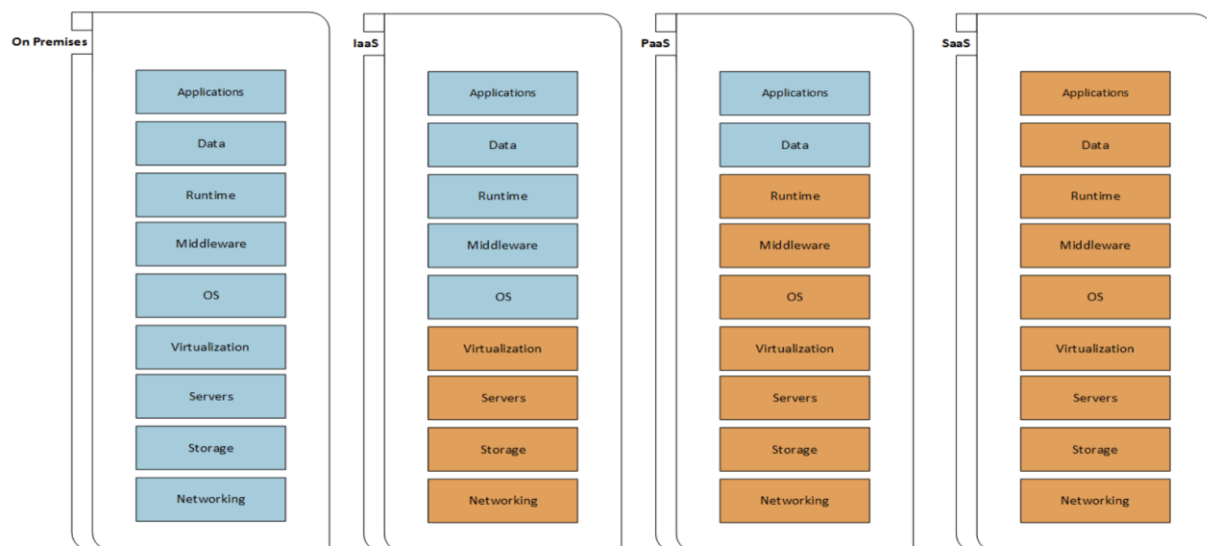 On Premises
Applications
Data
Runtime
Middleware
OS
Virtualization
Servers
Storage
Networking
IaaS
Applications
Data
Runtime
Middleware
OS
Virtualization
Servers
Storage
Networking
PaaS
Applications
Data
Runtime
Middleware
OS
Virtualization
Servers
Storage
Networking
SaaS
Applications
Data
Runtime
Middleware
OS
Virtualization
Servers
Storage
Networking